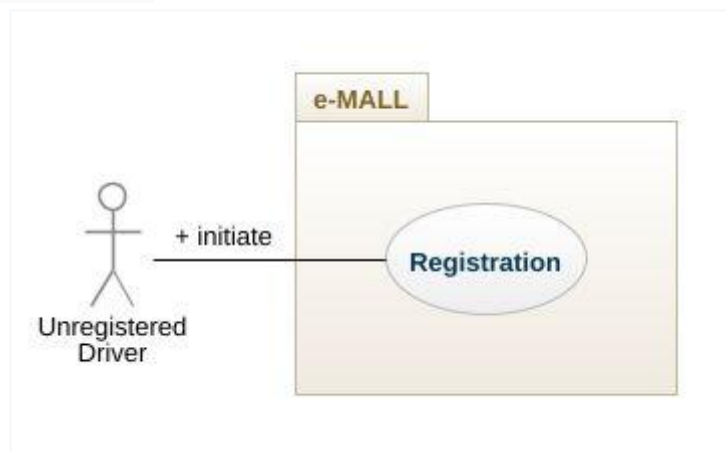 e-MALL
+ initiate
Registration
Unregistered
Driver